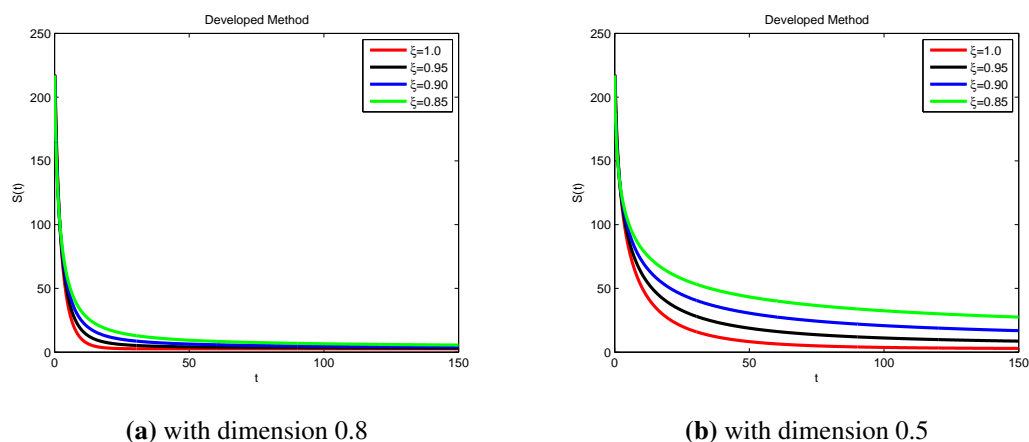 Developed Method
250
200
150
100
50
0
S(t)
0 50 100 150
t
ξ=1.0
ξ=0.95
ξ=0.90
ξ=0.85
(a) with dimension 0.8
Developed Method
250
200
150
100
50
0
S(t)
0 50 100 150
t
ξ=1.0
ξ=0.95
ξ=0.90
ξ=0.85
(b) with dimension 0.5